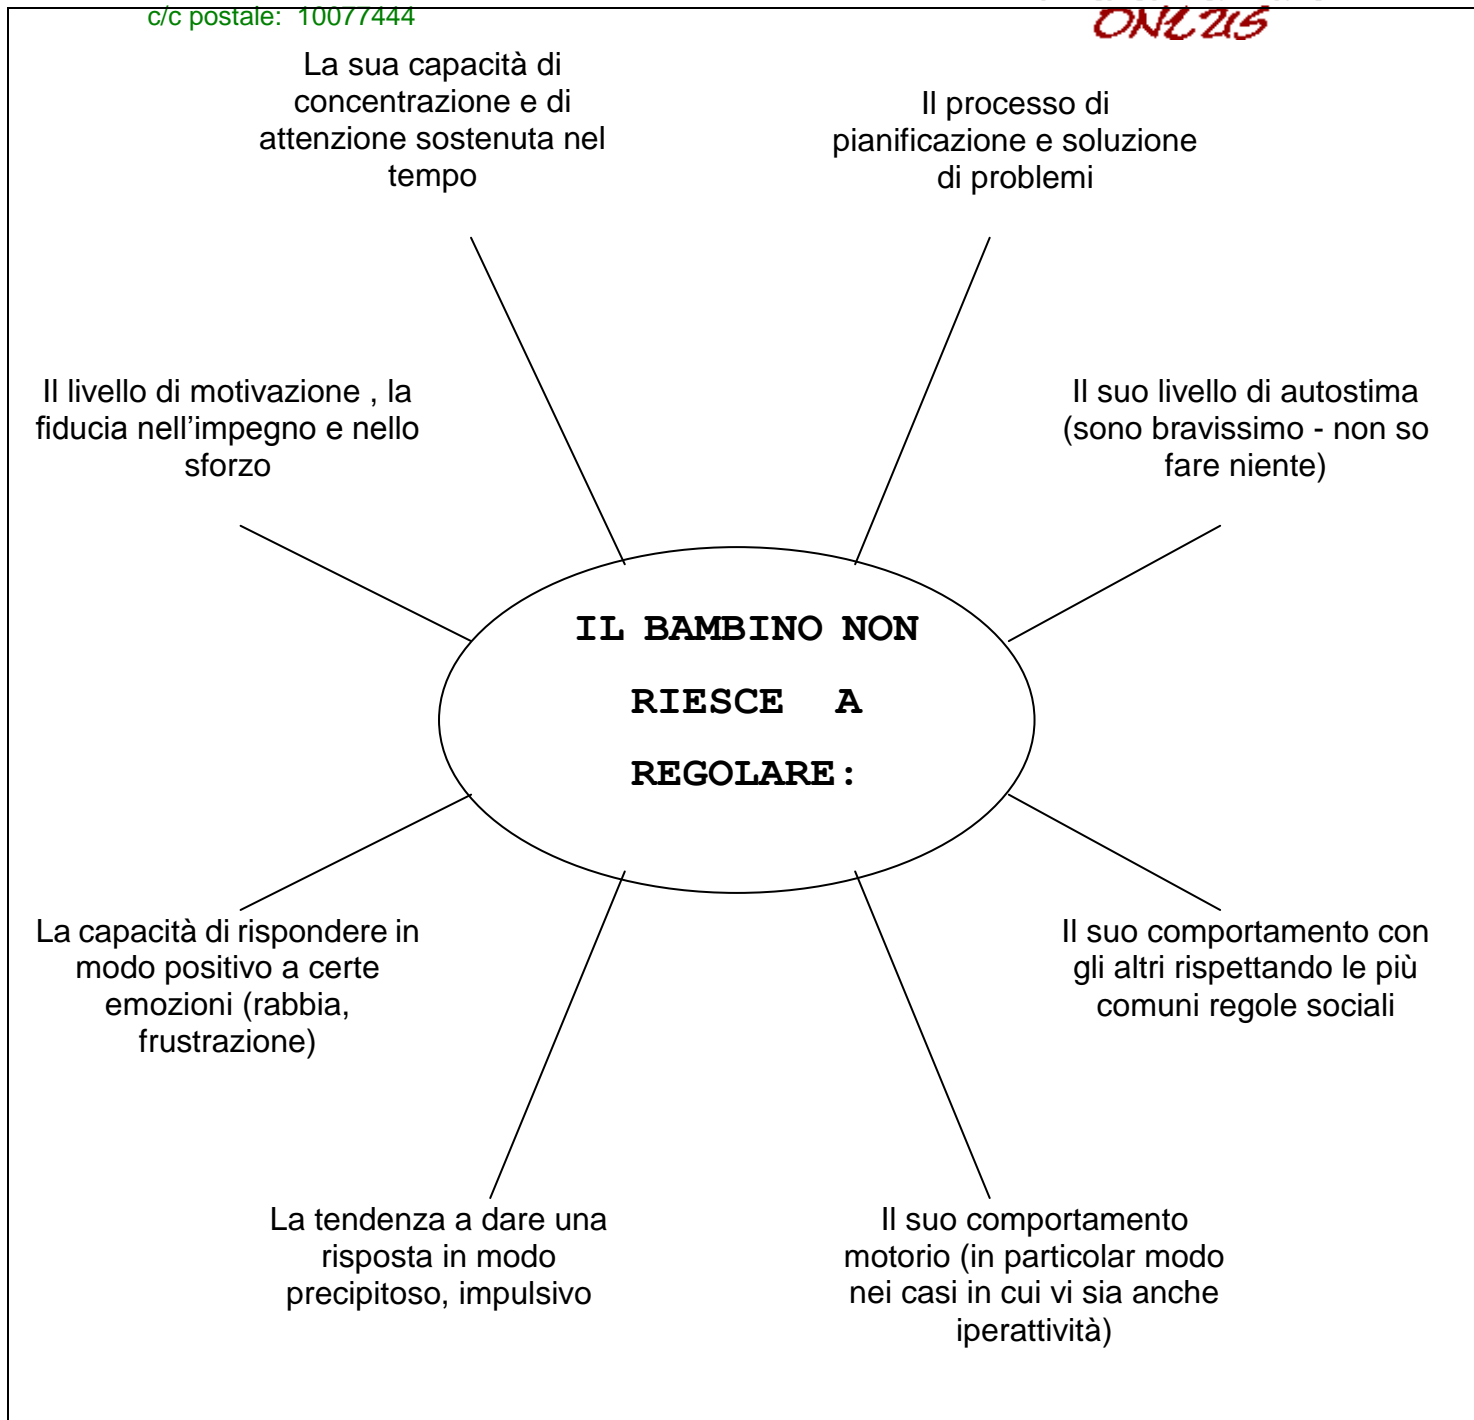 c/c postale: 10077444
ONLUS
La sua capacità di
concentrazione e di
attenzione sostenuta nel
tempo
Il processo di
pianificazione e soluzione
di problemi
Il livello di motivazione , la
fiducia nell’impegno e nello
sforzo
Il suo livello di autostima
(sono bravissimo - non so
fare niente)
IL BAMBINO NON
RIESCE A
REGOLARE:
La capacità di rispondere in
modo positivo a certe
emozioni (rabbia,
frustrazione)
Il suo comportamento con
gli altri rispettando le più
comuni regole sociali
La tendenza a dare una
risposta in modo
precipitoso, impulsivo
Il suo comportamento
motorio (in particolar modo
nei casi in cui vi sia anche
iperattività)